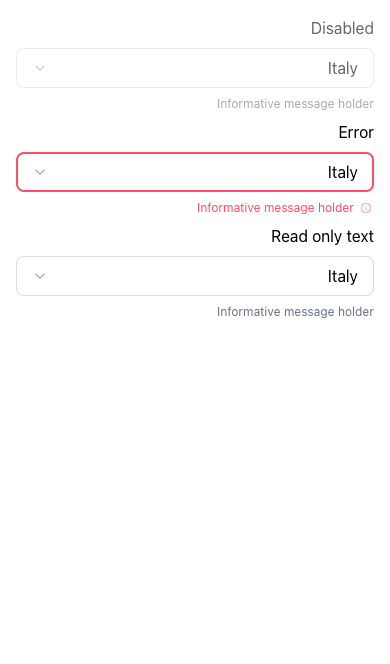 Disabled
Italy
Informative message holder
Error
Italy
Informative message holder
Read only text
Italy
Informative message holder